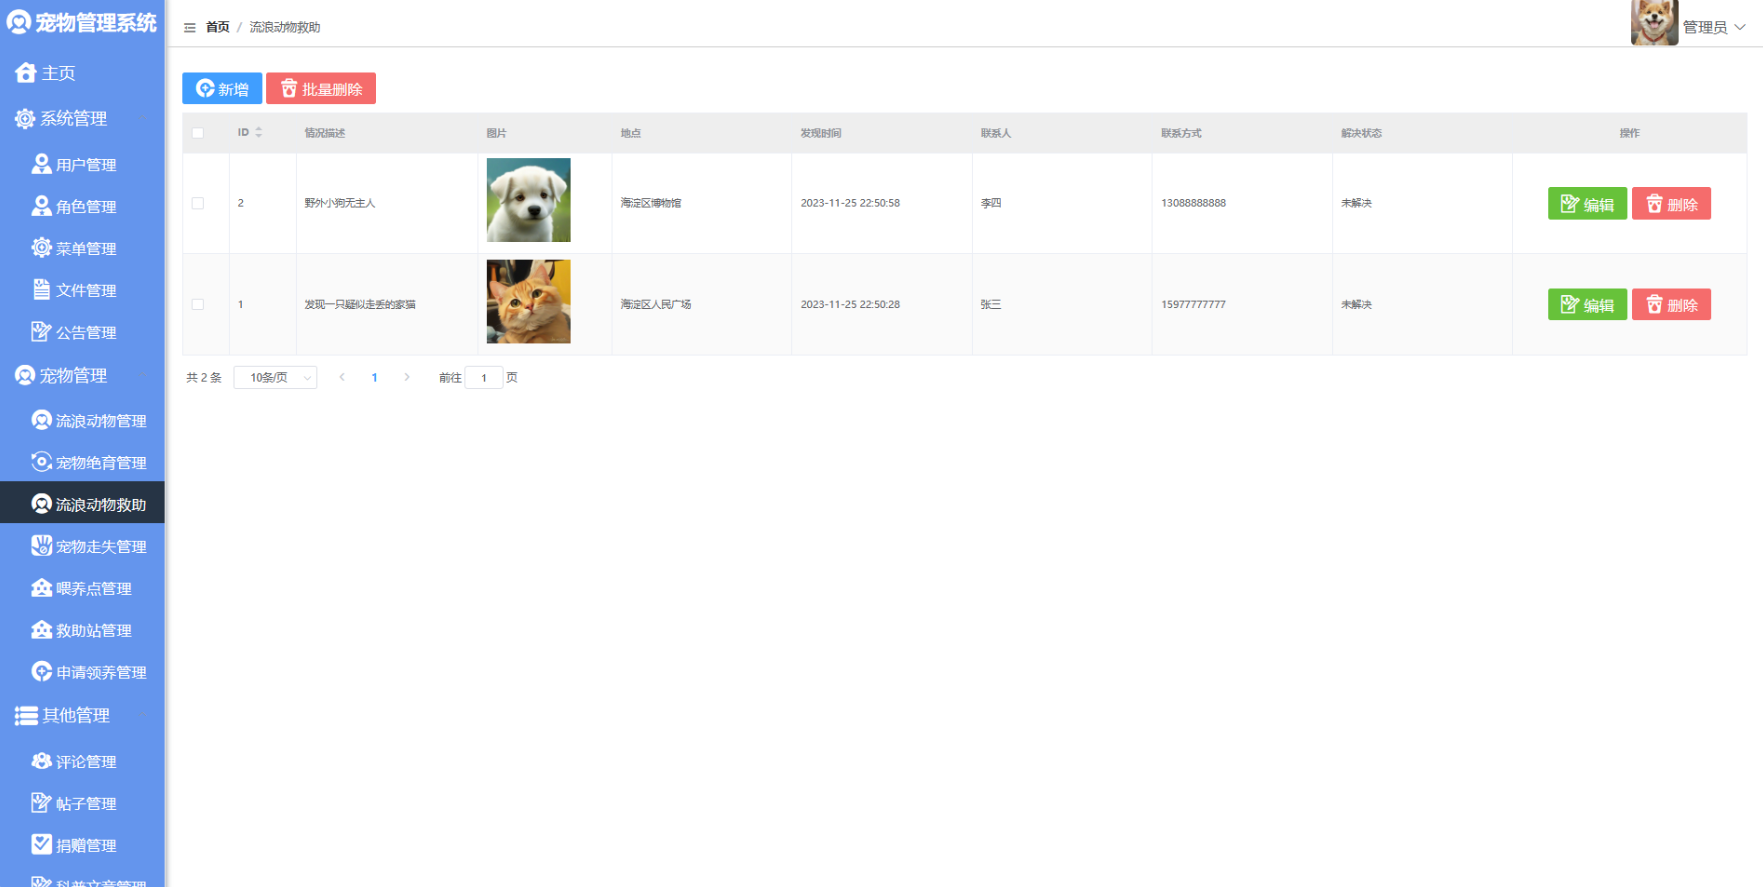 宠物管理系统
首页 / 流浪动物救助
管理员
主页
系统管理
用户管理
角色管理
菜单管理
文件管理
公告管理
宠物管理
流浪动物管理
宠物绝育管理
流浪动物救助
宠物走失管理
喂养点管理
救助站管理
申请领养管理
其他管理
评论管理
帖子管理
捐赠管理
科普文章管理
新增 批量删除
ID 情况描述 图片 地点 发现时间 联系人 联系方式 解决状态 操作
2 野外小狗无主人 海淀区博物馆 2023-11-25 22:50:58 李四 13088888888 未解决 编辑 删除
1 发现一只疑似走丢的家猫 海淀区人民广场 2023-11-25 22:50:28 张三 15977777777 未解决 编辑 删除
共 2 条 10条/页 1 前往 1 页